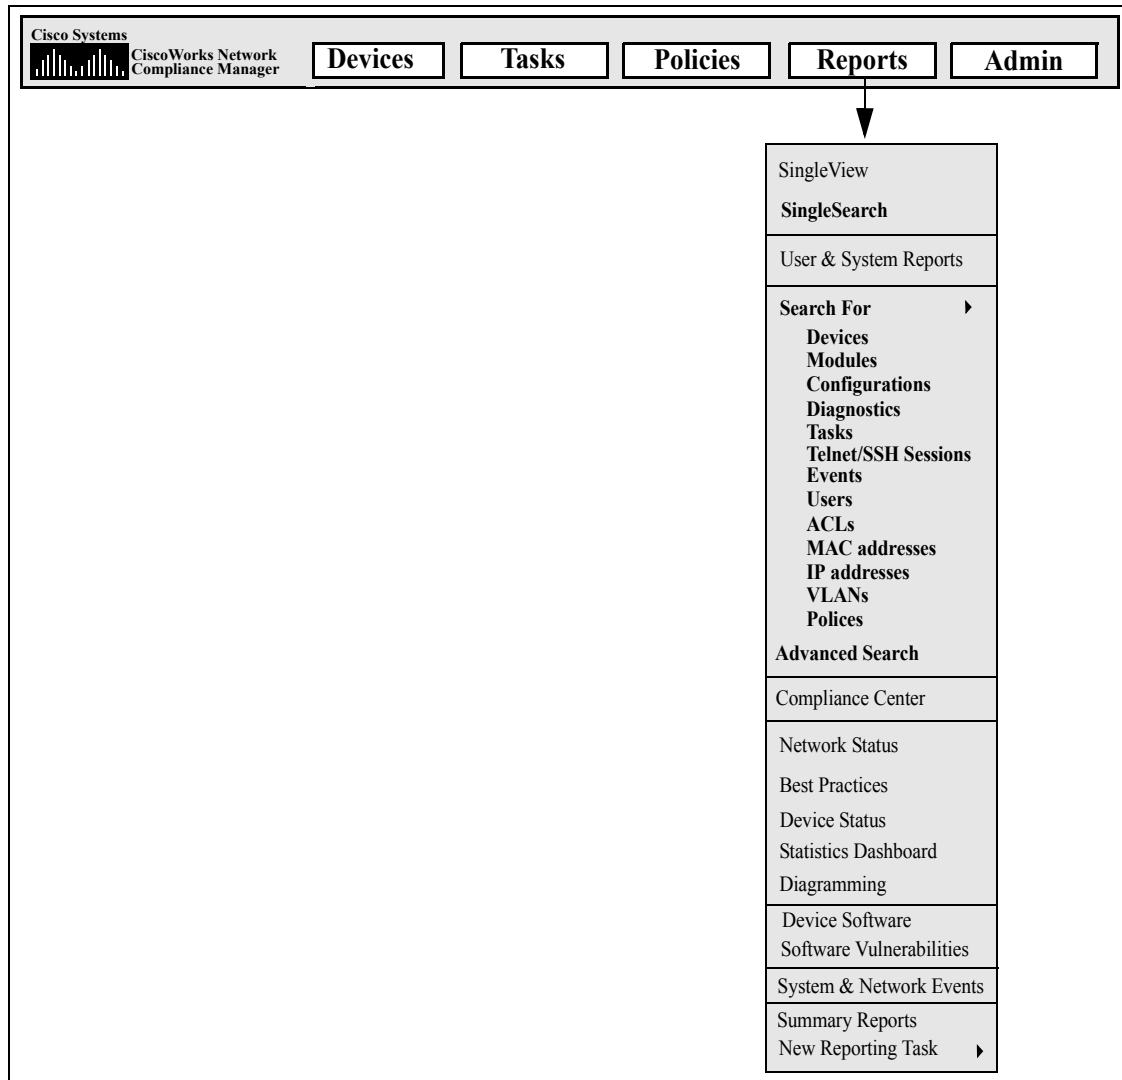 Cisco Systems
CiscoWorks Network
Compliance Manager
Devices
Tasks
Policies
Reports
Admin
SingleView
SingleSearch
User & System Reports
Search For
Devices
Modules
Configurations
Diagnostics
Tasks
Telnet/SSH Sessions
Events
Users
ACLs
MAC addresses
IP addresses
VLANs
Polices
Advanced Search
Compliance Center
Network Status
Best Practices
Device Status
Statistics Dashboard
Diagramming
Device Software
Software Vulnerabilities
System & Network Events
Summary Reports
New Reporting Task